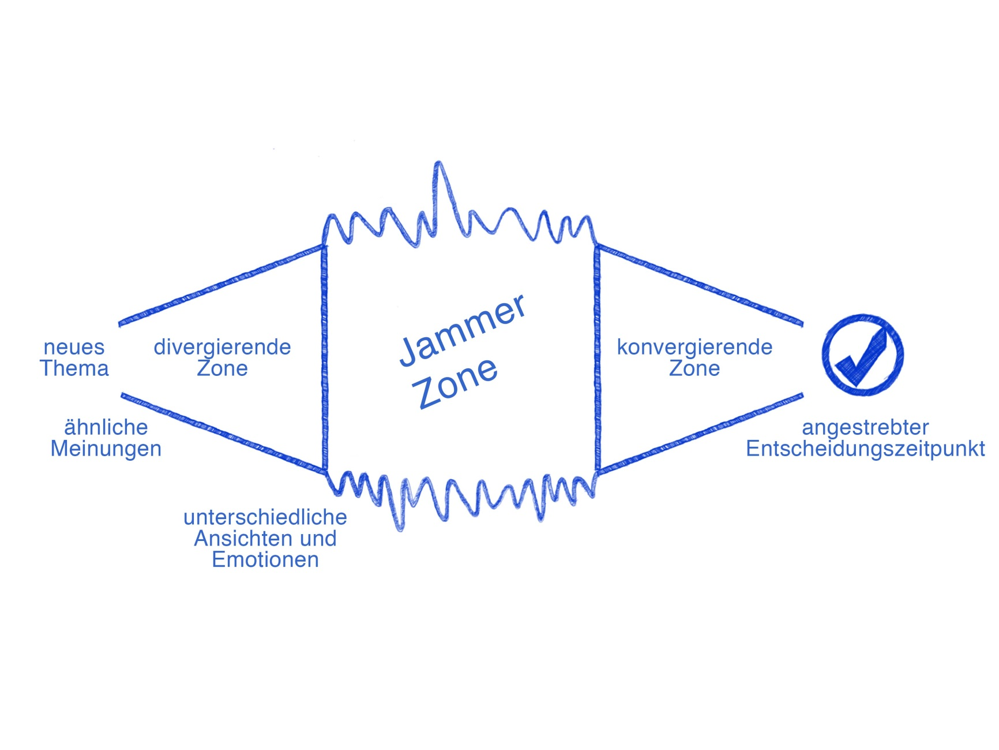 neues
Thema
divergierende
Zone
Jammer
Zone
konvergierende
Zone
ähnliche
Meinungen
angestrebter
Entscheidungszeitpunkt
unterschiedliche
Ansichten und
Emotionen